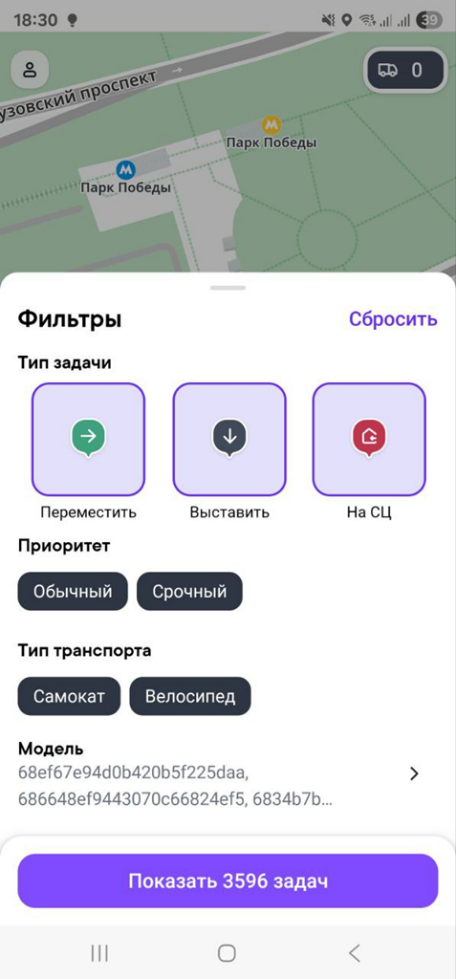 18:30
39
узовский проспект
0
Парк Победы
Парк Победы
Фильтры
Сбросить
Тип задачи
Переместить
Выставить
На СЦ
Приоритет
Обычный
Срочный
Тип транспорта
Самокат
Велосипед
Модель
68ef67e94d0b420b5f225daa,
686648ef9443070c66824ef5, 6834b7b...
Показать 3596 задач